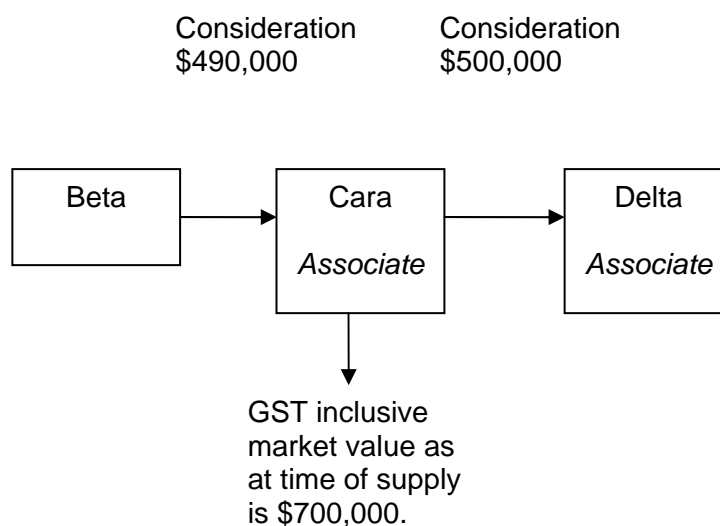 Consideration
$490,000
Consideration
$500,000
Beta
Cara
Associate
Delta
Associate
GST inclusive
market value as
at time of supply
is $700,000.